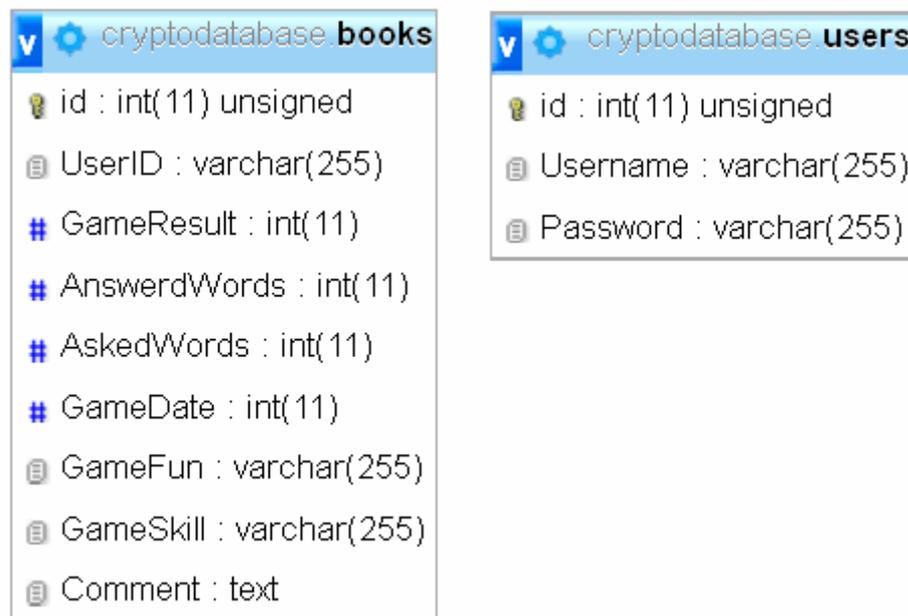 v cryptodatabase.books
id : int(11) unsigned
UserID : varchar(255)
# GameResult : int(11)
# AnswerdWords : int(11)
# AskedWords : int(11)
# GameDate : int(11)
GameFun : varchar(255)
GameSkill : varchar(255)
Comment : text
v cryptodatabase.users
id : int(11) unsigned
Username : varchar(255)
Password : varchar(255)